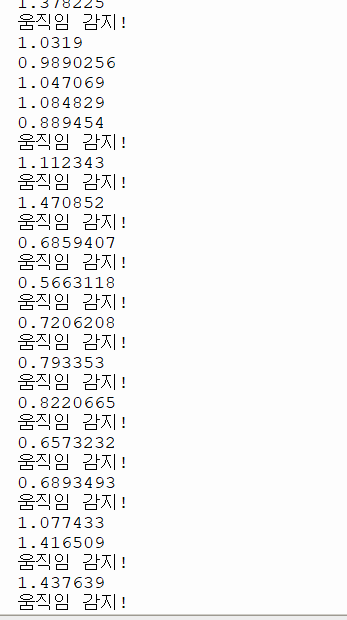 1.378225
움직임 감지!
1.0319
0.9890256
1.047069
1.084829
0.889454
움직임 감지!
1.112343
움직임 감지!
1.470852
움직임 감지!
0.6859407
움직임 감지!
0.5663118
움직임 감지!
0.7206208
움직임 감지!
0.793353
움직임 감지!
0.8220665
움직임 감지!
0.6573232
움직임 감지!
0.6893493
움직임 감지!
1.077433
1.416509
움직임 감지!
1.437639
움직임 감지!